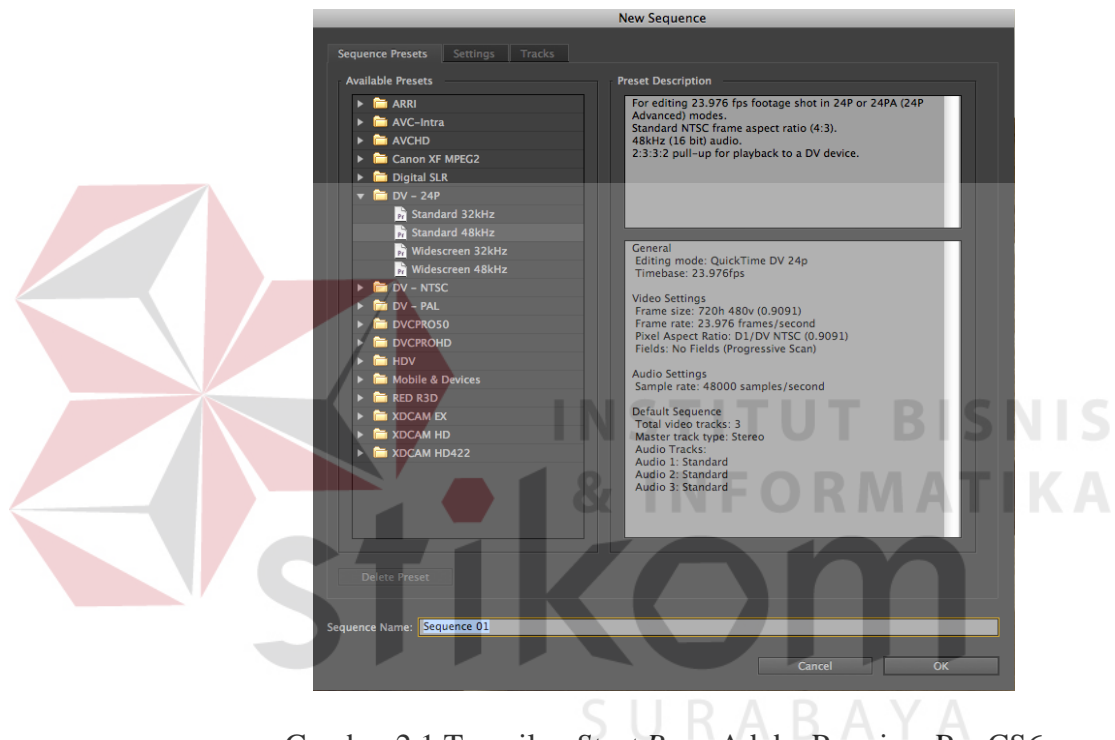 New Sequence
Sequence Presets Settings Tracks
Available Presets
ARRI
AVC-Intra
AVCHD
Canon XF MPEG2
Digital SLR
DV - 24P
Standard 32kHz
Standard 48kHz
Widescreen 32kHz
Widescreen 48kHz
DV - NTSC
DV - PAL
DVCPRO50
DVCPROHD
HDV
Mobile & Devices
RED R3D
XDCAM EX
XDCAM HD
XDCAM HD422
Delete Preset
Preset Description
For editing 23.976 fps footage shot in 24P or 24PA (24P
Advanced) modes.
Standard NTSC frame aspect ratio (4:3).
48kHz (16 bit) audio.
2:3:3:2 pull-up for playback to a DV device.
General
Editing mode: QuickTime DV 24p
Timebase: 23.976fps
Video Settings
Frame size: 720h 480v (0.9091)
Frame rate: 23.976 frames/second
Pixel Aspect Ratio: D1/DV NTSC (0.9091)
Fields: No Fields (Progressive Scan)
Audio Settings
Sample rate: 48000 samples/second
Default Sequence
Total video tracks: 3
Master track type: Stereo
Audio Tracks:
Audio 1: Standard
Audio 2: Standard
Audio 3: Standard
Sequence Name: Sequence 01
Cancel OK
INSTITUT BISNIS
& INFORMATIKA
stikom
SURABAYA